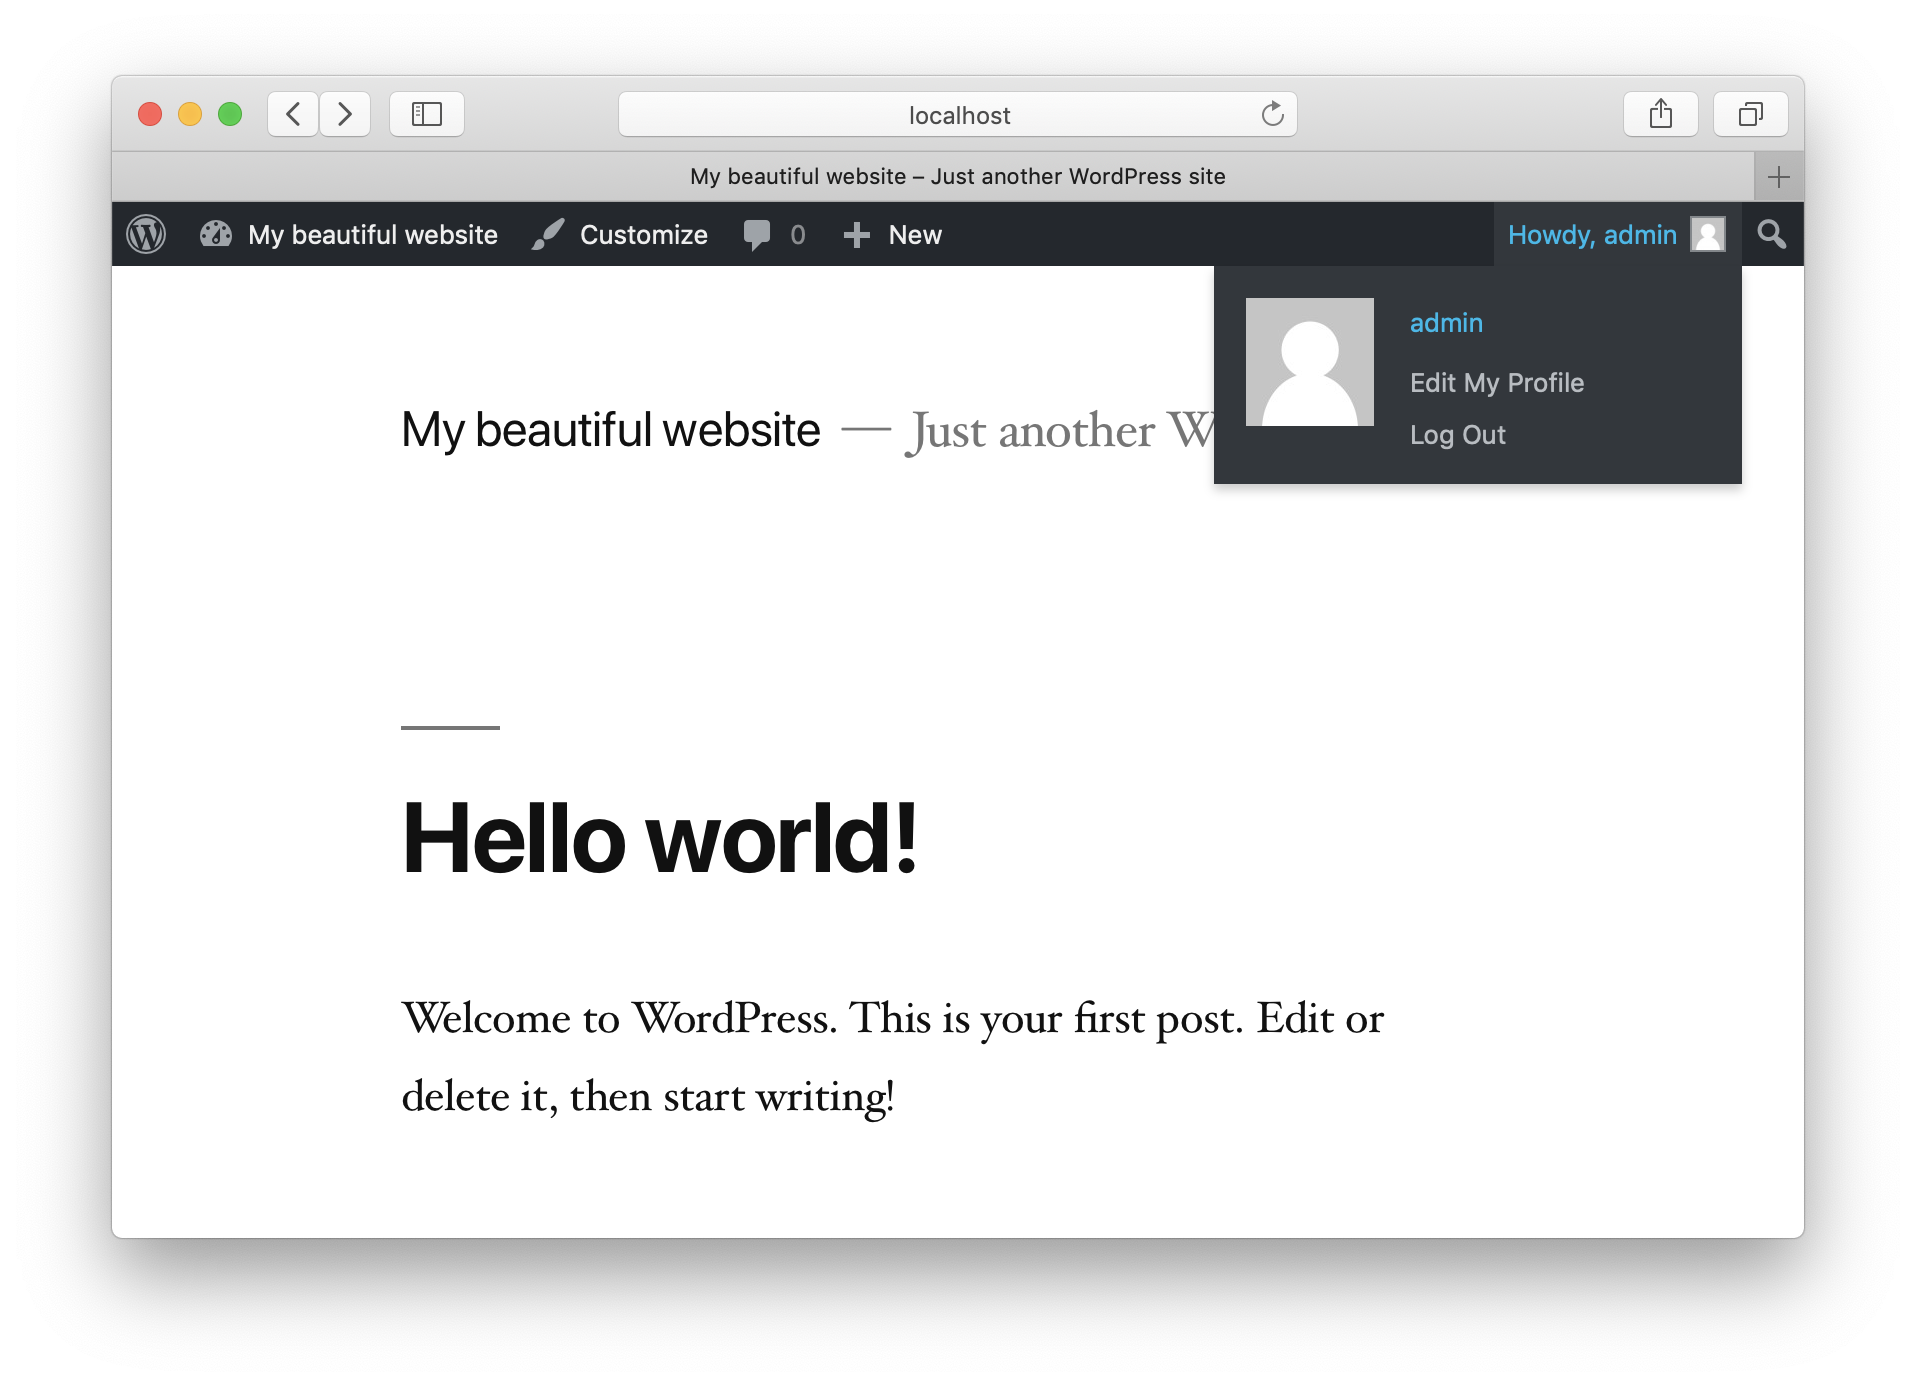 localhost
My beautiful website – Just another WordPress site
My beautiful website Customize 0 New Howdy, admin
admin
Edit My Profile
Log Out
My beautiful website — Just another W
Hello world!
Welcome to WordPress. This is your first post. Edit or
delete it, then start writing!